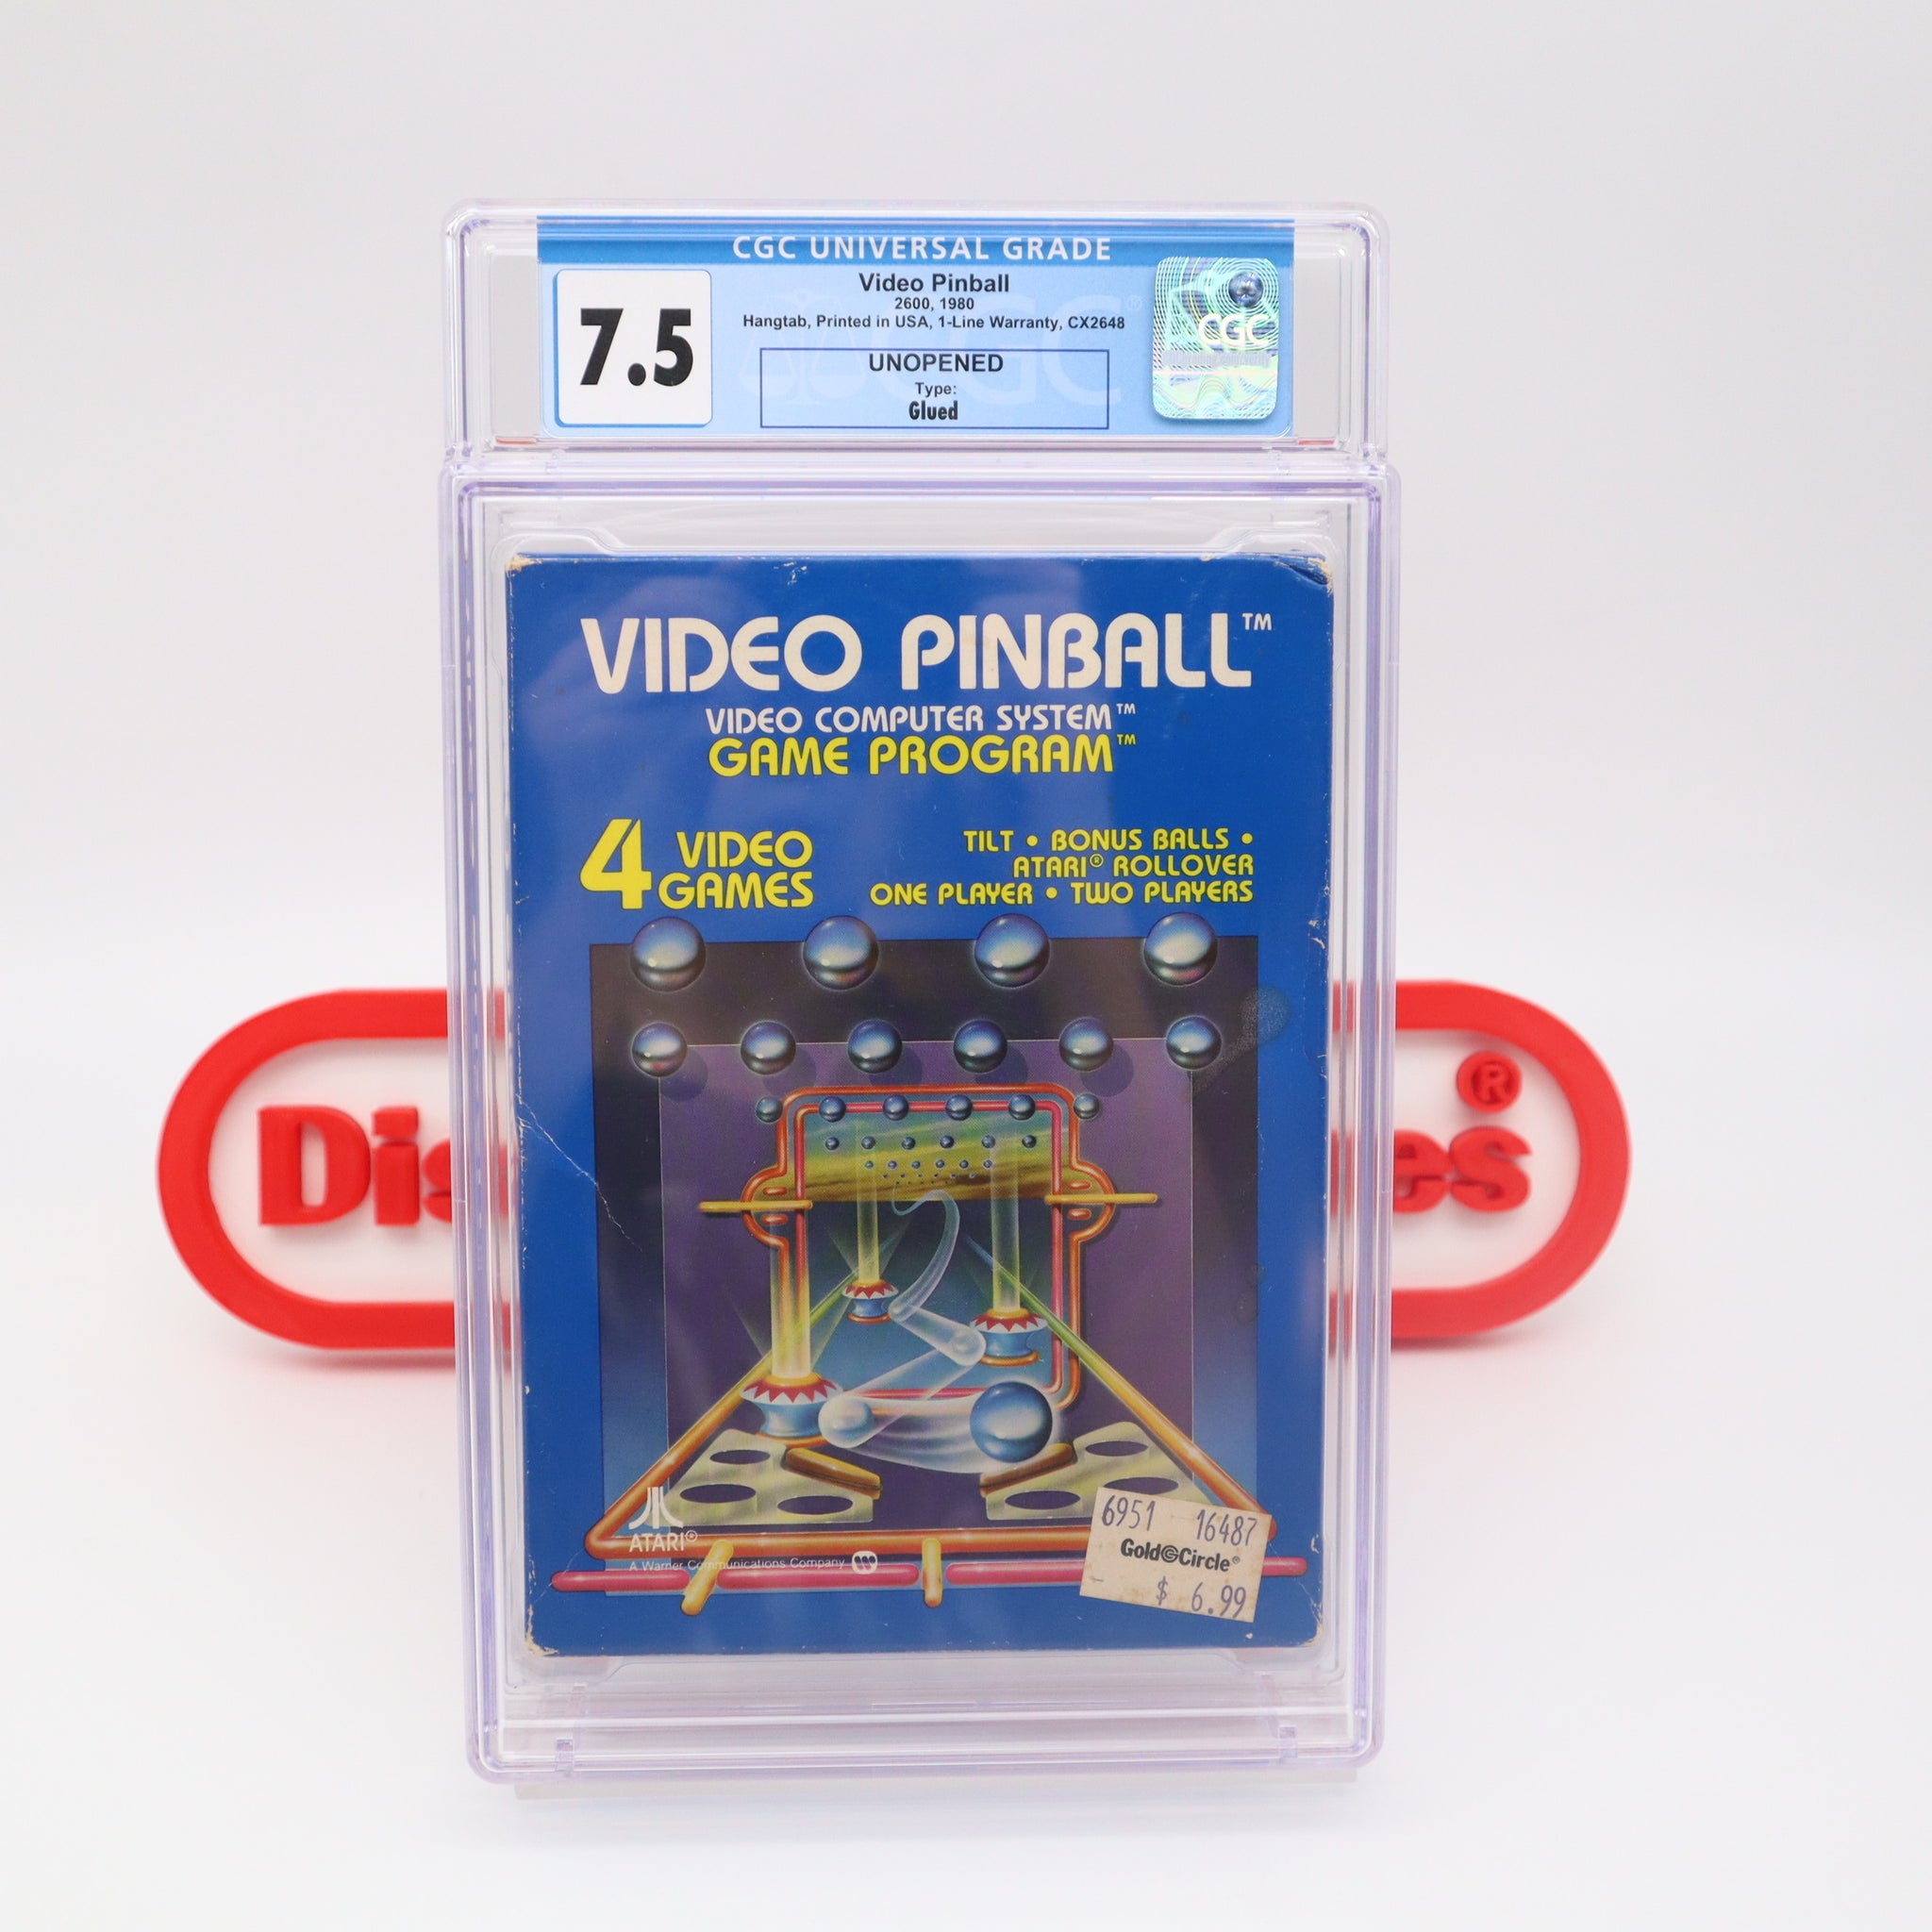 CGC UNIVERSAL GRADE
7.5
Video Pinball
2600, 1980
Hangtab, Printed in USA, 1-Line Warranty, CX2648
UNOPENED
Type:
Glued
CGC
VIDEO PINBALL™
VIDEO COMPUTER SYSTEM™
GAME PROGRAM™
4 VIDEO GAMES
TILT • BONUS BALLS •
ATARI® ROLLOVER
ONE PLAYER • TWO PLAYERS
ATARI®
A Warner Communications Company
6951 16487
Gold Circle®
$ 6.99
®